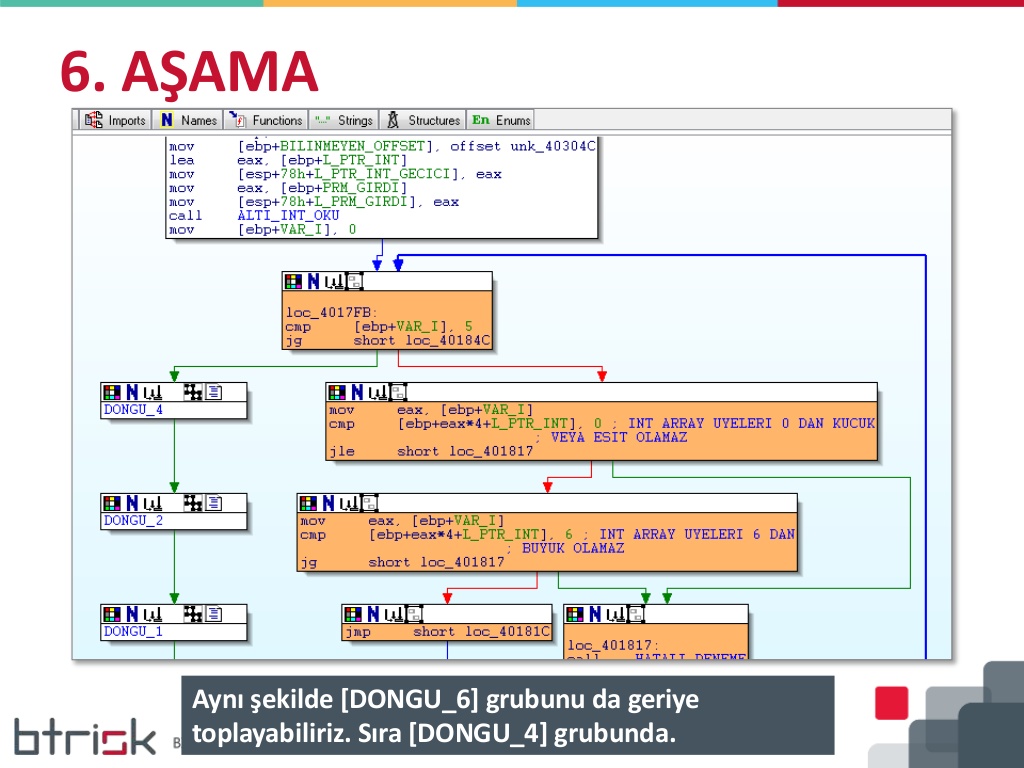 6. AŞAMA
Imports Names Functions Strings Structures En Enums
mov [ebp+BILINMEYEN_OFFSET], offset unk_40304C
lea eax, [ebp+L_PTR_INT]
mov [esp+78h+L_PTR_INT_GECICI], eax
mov eax, [ebp+PRM_GIRDI]
mov [esp+78h+L_PRM_GIRDI], eax
call ALTI_INT_OKU
mov [ebp+VAR_I], 0
loc_4017FB:
cmp [ebp+VAR_I], 5
jg short loc_40184C
DONGU_4
mov eax, [ebp+VAR_I]
cmp [ebp+eax*4+L_PTR_INT], 0 ; INT ARRAY UYELERI 0 DAN KUCUK
; VEYA ESIT OLAMAZ
jle short loc_401817
DONGU_2
mov eax, [ebp+VAR_I]
cmp [ebp+eax*4+L_PTR_INT], 6 ; INT ARRAY UYELERI 6 DAN
; BUYUK OLAMAZ
jg short loc_401817
DONGU_1
jmp short loc_40181C
loc_401817:
call HATALI_DENEME
Aynı şekilde [DONGU_6] grubunu da geriye
toplayabiliriz. Sıra [DONGU_4] grubunda.
btrisk B